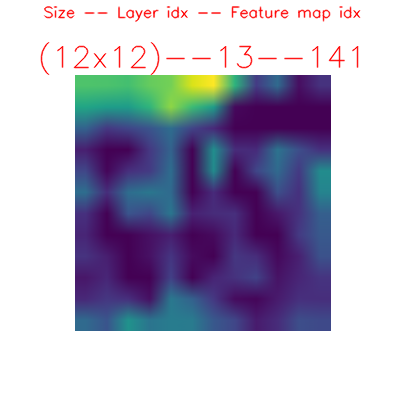 Size -- Layer idx -- Feature map idx
(12x12)--13--141